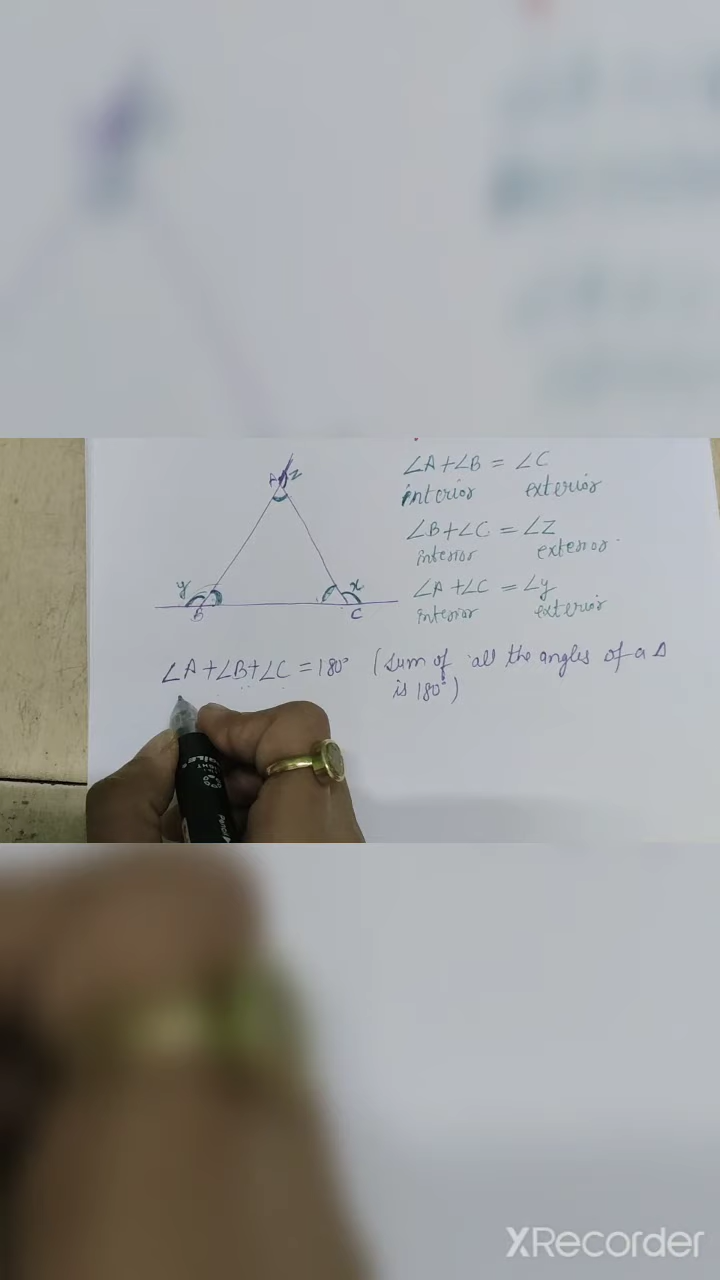 ∠A+∠B = ∠C
interior exterior
∠B+∠C = ∠Z
interior exterior.
∠A+∠C = ∠y
interior exterior
A z
y x
B C
∠A+∠B+∠C = 180° (Sum of all the angles of a Δ
is 180°)
XRecorder